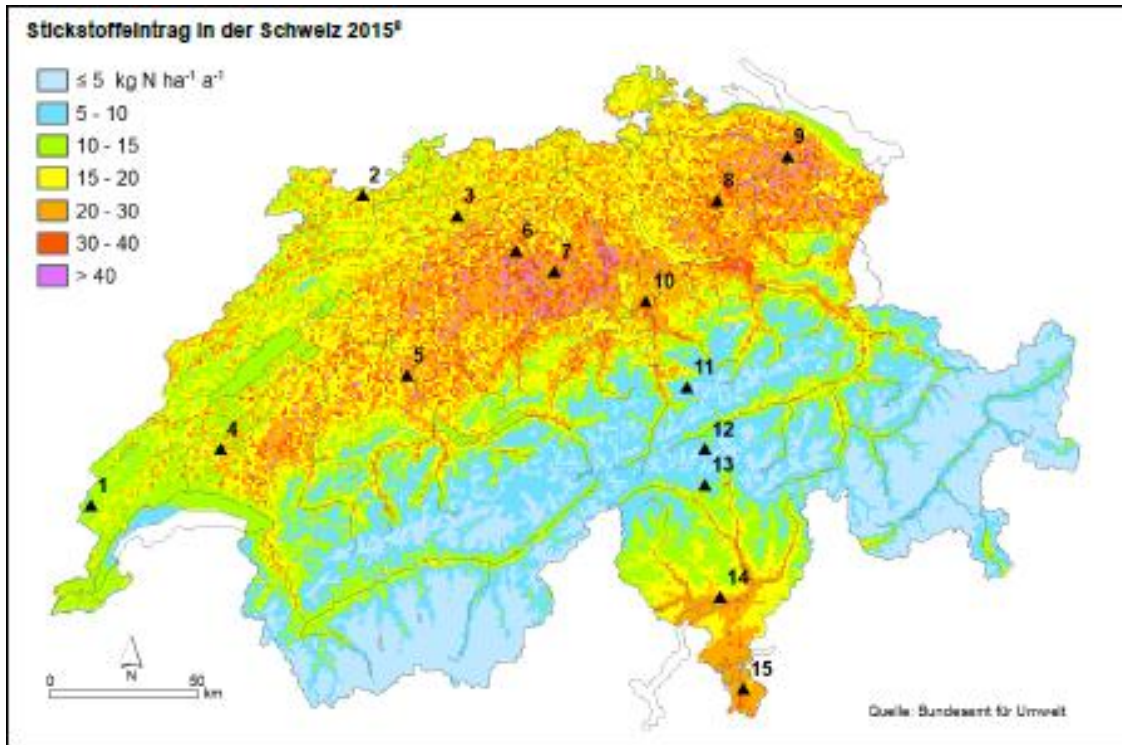 Stickstoffeintrag in der Schweiz 2015⁸
≤ 5 kg N ha⁻¹ a⁻¹
5 - 10
10 - 15
15 - 20
20 - 30
30 - 40
> 40
9
2
8
3
6
7
10
5
11
4
12
13
1
14
15
N
0 50
km
Quelle: Bundesamt für Umwelt